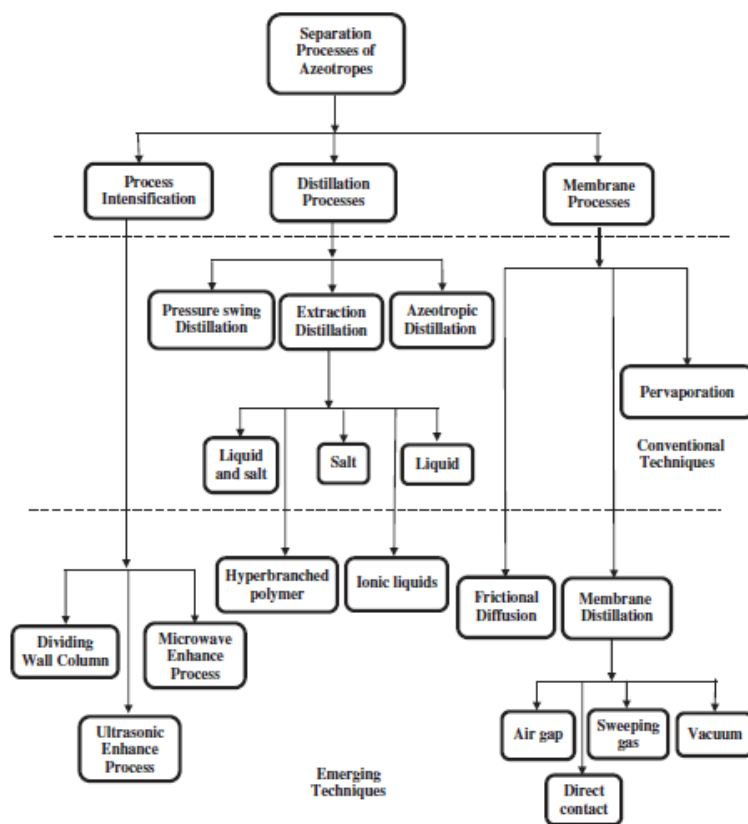 Separation
Processes of
Azeotropes
Process
Intensification
Distillation
Processes
Membrane
Processes
Pressure swing
Distillation
Extraction
Distillation
Azeotropic
Distillation
Pervaporation
Conventional
Techniques
Liquid
and salt
Salt
Liquid
Hyperbranched
polymer
Ionic liquids
Frictional
Diffusion
Membrane
Distillation
Dividing
Wall Column
Microwave
Enhance
Process
Ultrasonic
Enhance
Process
Air gap
Sweeping
gas
Vacuum
Direct
contact
Emerging
Techniques